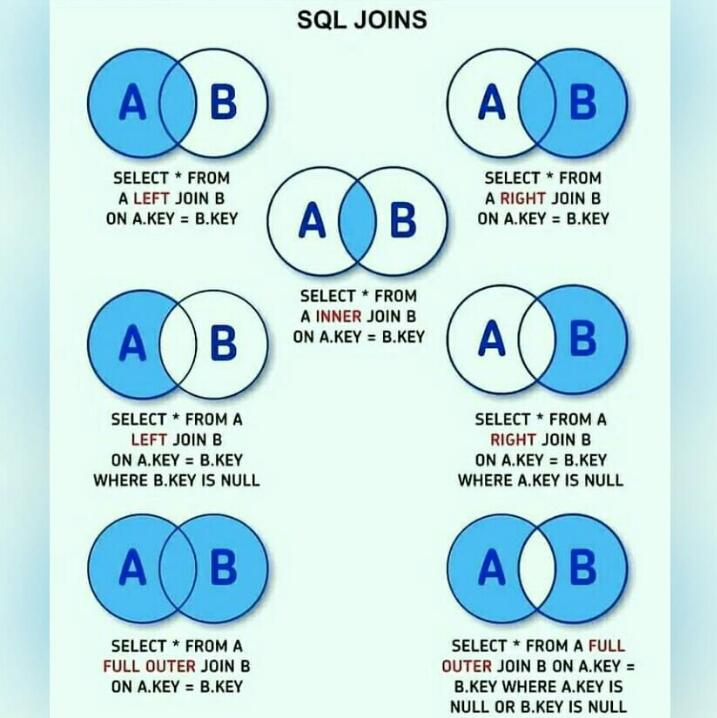 SQL JOINS
A B
SELECT * FROM
A LEFT JOIN B
ON A.KEY = B.KEY
A B
SELECT * FROM
A RIGHT JOIN B
ON A.KEY = B.KEY
A B
SELECT * FROM
A INNER JOIN B
ON A.KEY = B.KEY
A B
SELECT * FROM A
LEFT JOIN B
ON A.KEY = B.KEY
WHERE B.KEY IS NULL
A B
SELECT * FROM A
RIGHT JOIN B
ON A.KEY = B.KEY
WHERE A.KEY IS NULL
A B
SELECT * FROM A
FULL OUTER JOIN B
ON A.KEY = B.KEY
A B
SELECT * FROM A FULL
OUTER JOIN B ON A.KEY =
B.KEY WHERE A.KEY IS
NULL OR B.KEY IS NULL